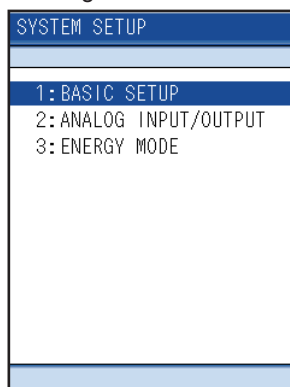 SYSTEM SETUP
1:BASIC SETUP
2:ANALOG INPUT/OUTPUT
3:ENERGY MODE